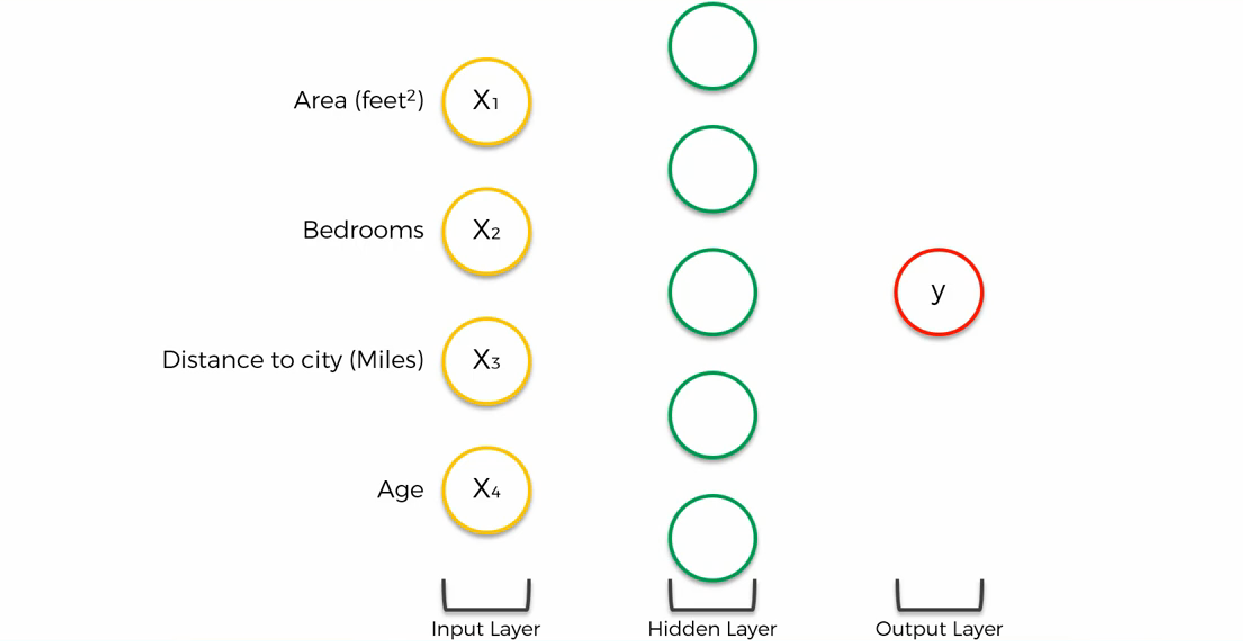 Area (feet²) X₁
Bedrooms X₂
y
Distance to city (Miles) X₃
Age X₄
Input Layer Hidden Layer Output Layer